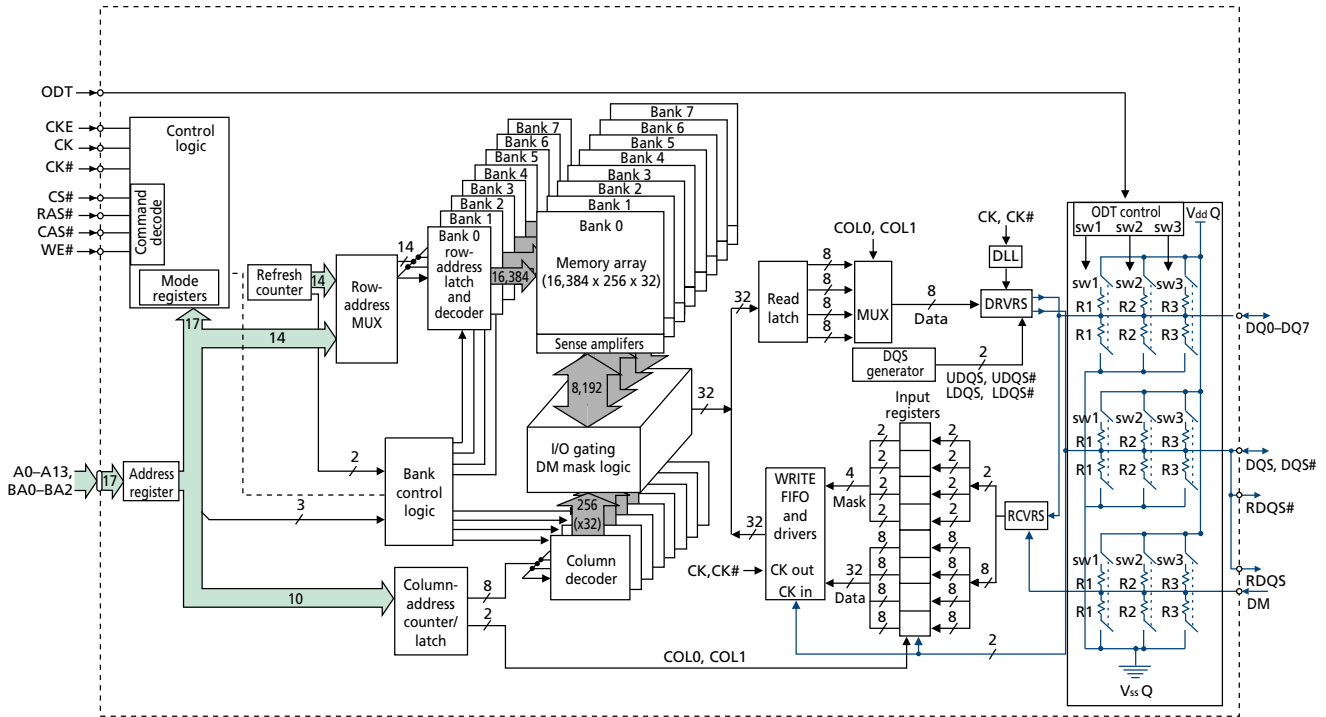 ODT
CKE
CK
CK#
CS#
RAS#
CAS#
WE#
Control
logic
Command
decode
Mode
registers
17
Refresh
counter
14
14
Row-
address
MUX
14
Bank 7
Bank 6
Bank 5
Bank 4
Bank 3
Bank 2
Bank 1
Bank 0
row-
address
latch
and
decoder
16,384
Bank 7
Bank 6
Bank 5
Bank 4
Bank 3
Bank 2
Bank 1
Bank 0
Memory array
(16,384 x 256 x 32)
Sense amplifers
8,192
I/O gating
DM mask logic
256
(x32)
Column
decoder
A0–A13,
BA0–BA2
17
Address
register
2
3
Bank
control
logic
10
Column-
address
counter/
latch
8
2
COL0, COL1
32
32
32
Read
latch
8
8
8
8
COL0, COL1
MUX
8
Data
CK, CK#
DLL
DRVRS
DQS
generator
2
UDQS, UDQS#
LDQS, LDQS#
Input
registers
2
2
2
2
8
8
8
8
2
2
2
2
8
8
8
8
2
8
RCVRS
4
Mask
32
Data
WRITE
FIFO
and
drivers
CK out
CK in
CK,CK#
2
ODT control
sw1 sw2 sw3
VddQ
sw1 sw2 sw3
R1 R2 R3
R1 R2 R3
sw1 sw2 sw3
R1 R2 R3
R1 R2 R3
sw1 sw2 sw3
R1 R2 R3
R1 R2 R3
VssQ
DQ0–DQ7
DQS, DQS#
RDQS#
RDQS
DM